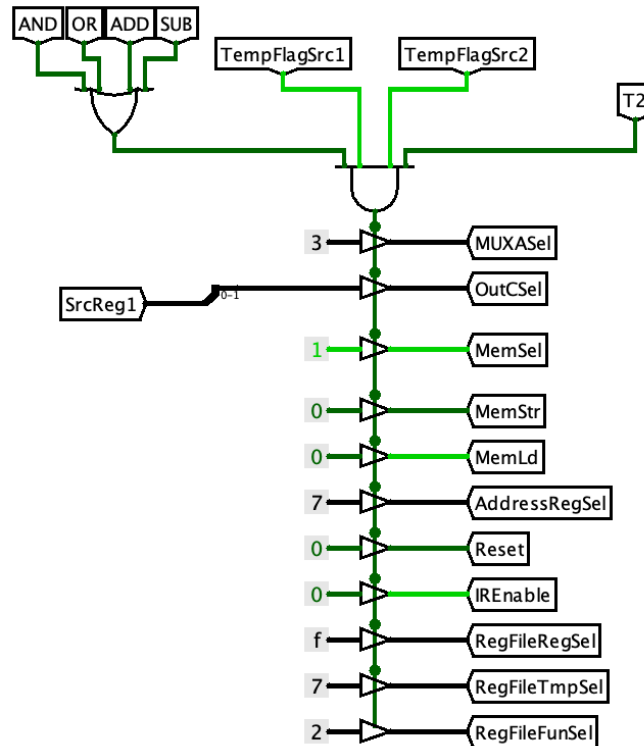 AND OR ADD SUB
TempFlagSrc1 TempFlagSrc2
T2
3 MUXASel
SrcReg1 0-1 OutCSel
1 MemSel
0 MemStr
0 MemLd
7 AddressRegSel
0 Reset
0 IREnable
f RegFileRegSel
7 RegFileTmpSel
2 RegFileFunSel